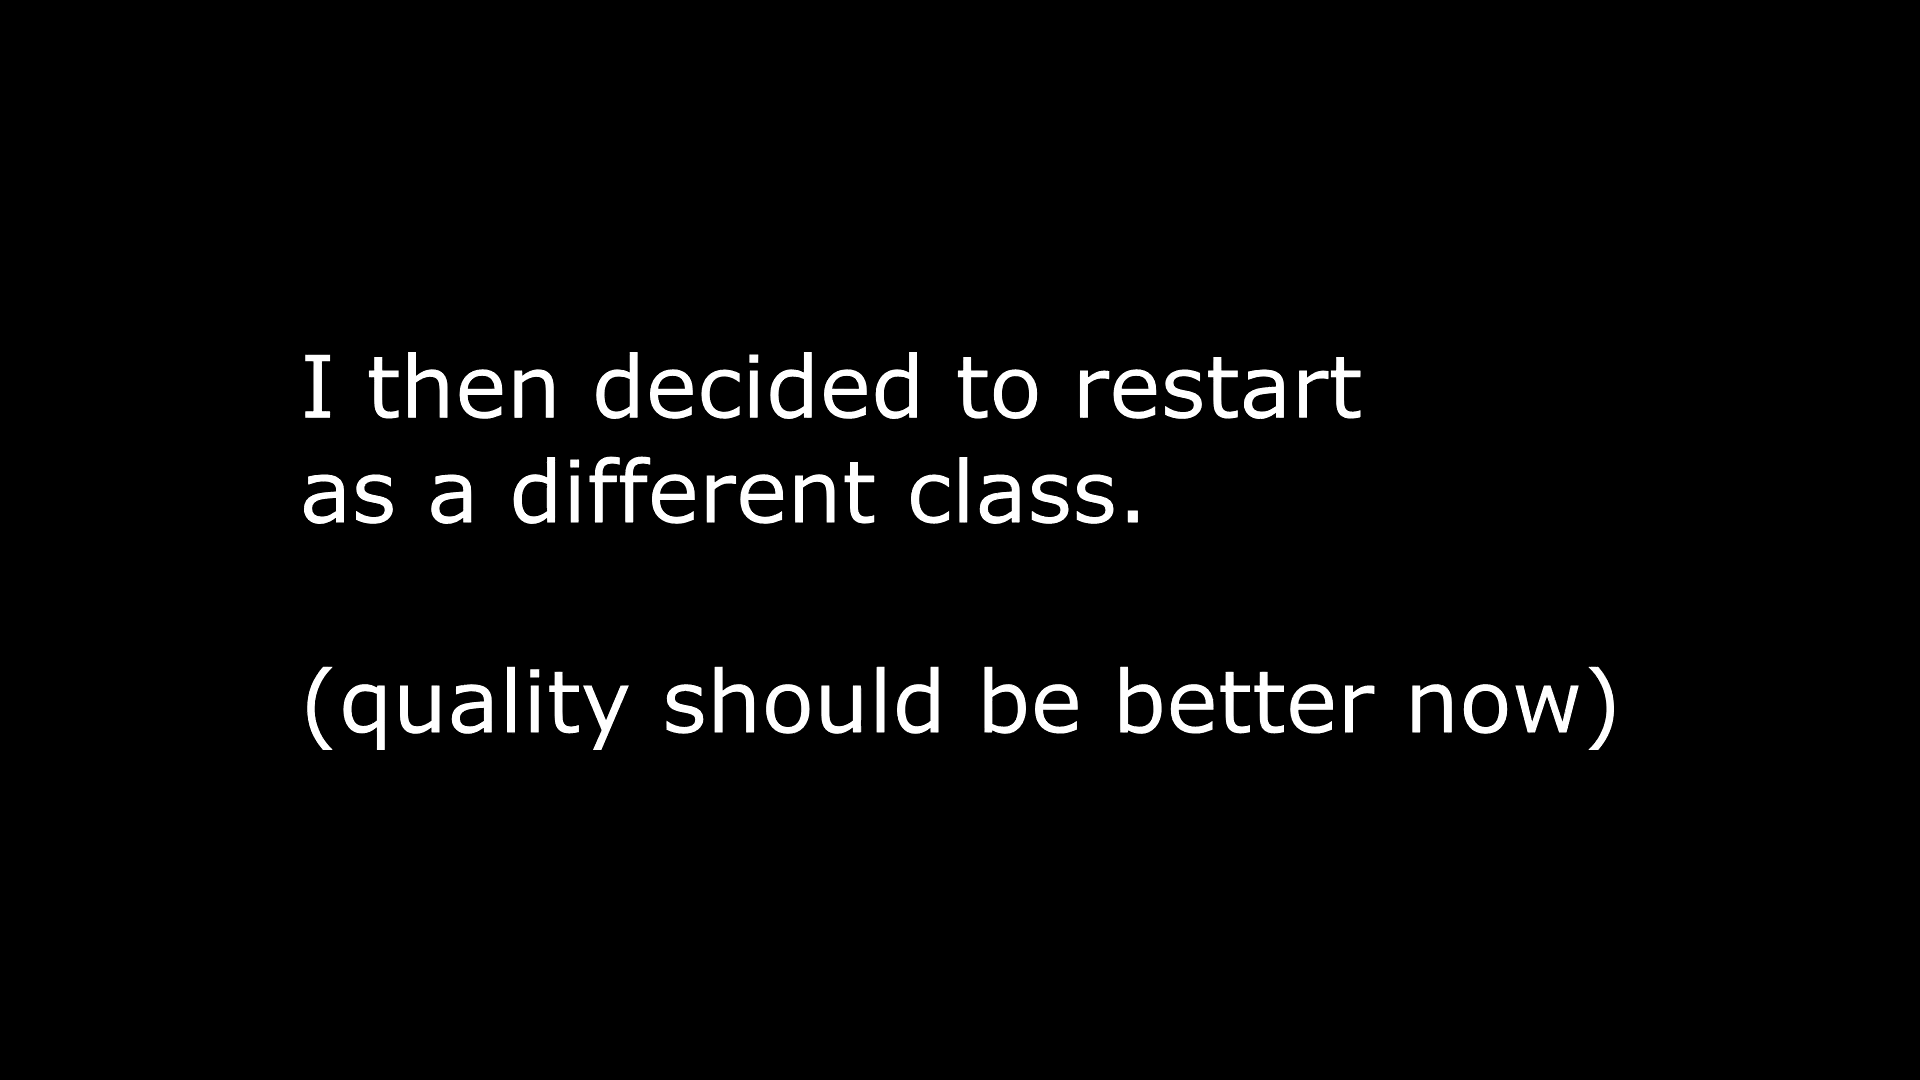 I then decided to restart
as a different class.
(quality should be better now)